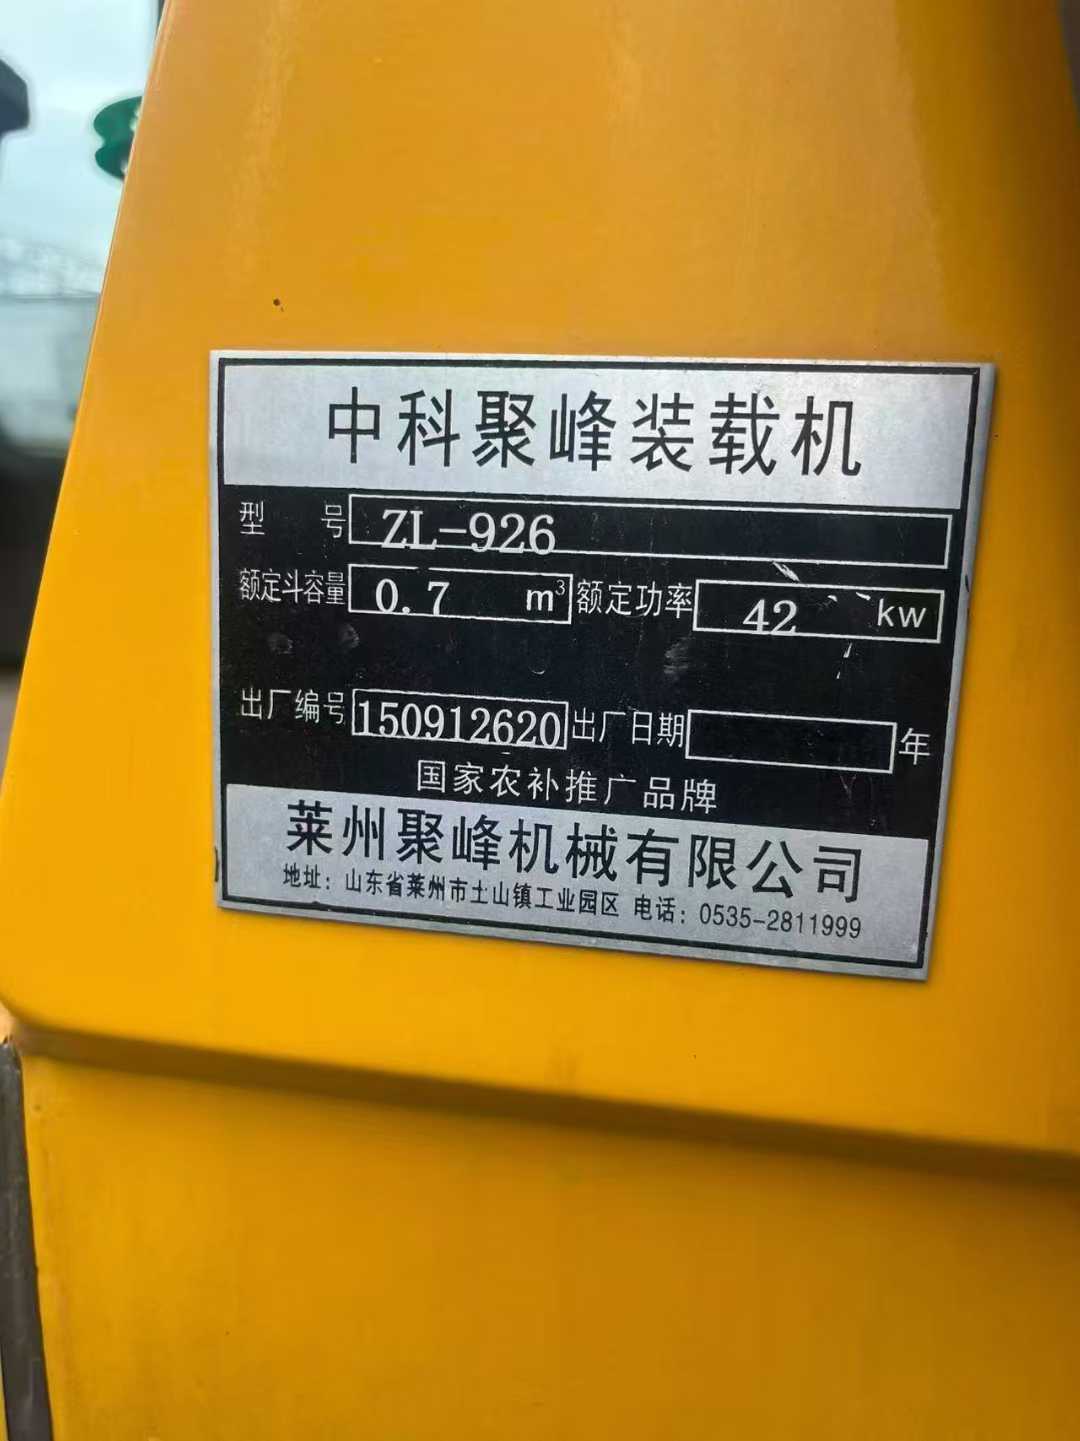 中科聚峰装载机
型 号 ZL-926
额定斗容量 0.7 m³ 额定功率 42 kw
出厂编号 150912620 出厂日期 年
国家农补推广品牌
莱州聚峰机械有限公司
地址：山东省莱州市土山镇工业园区 电话：0535-2811999